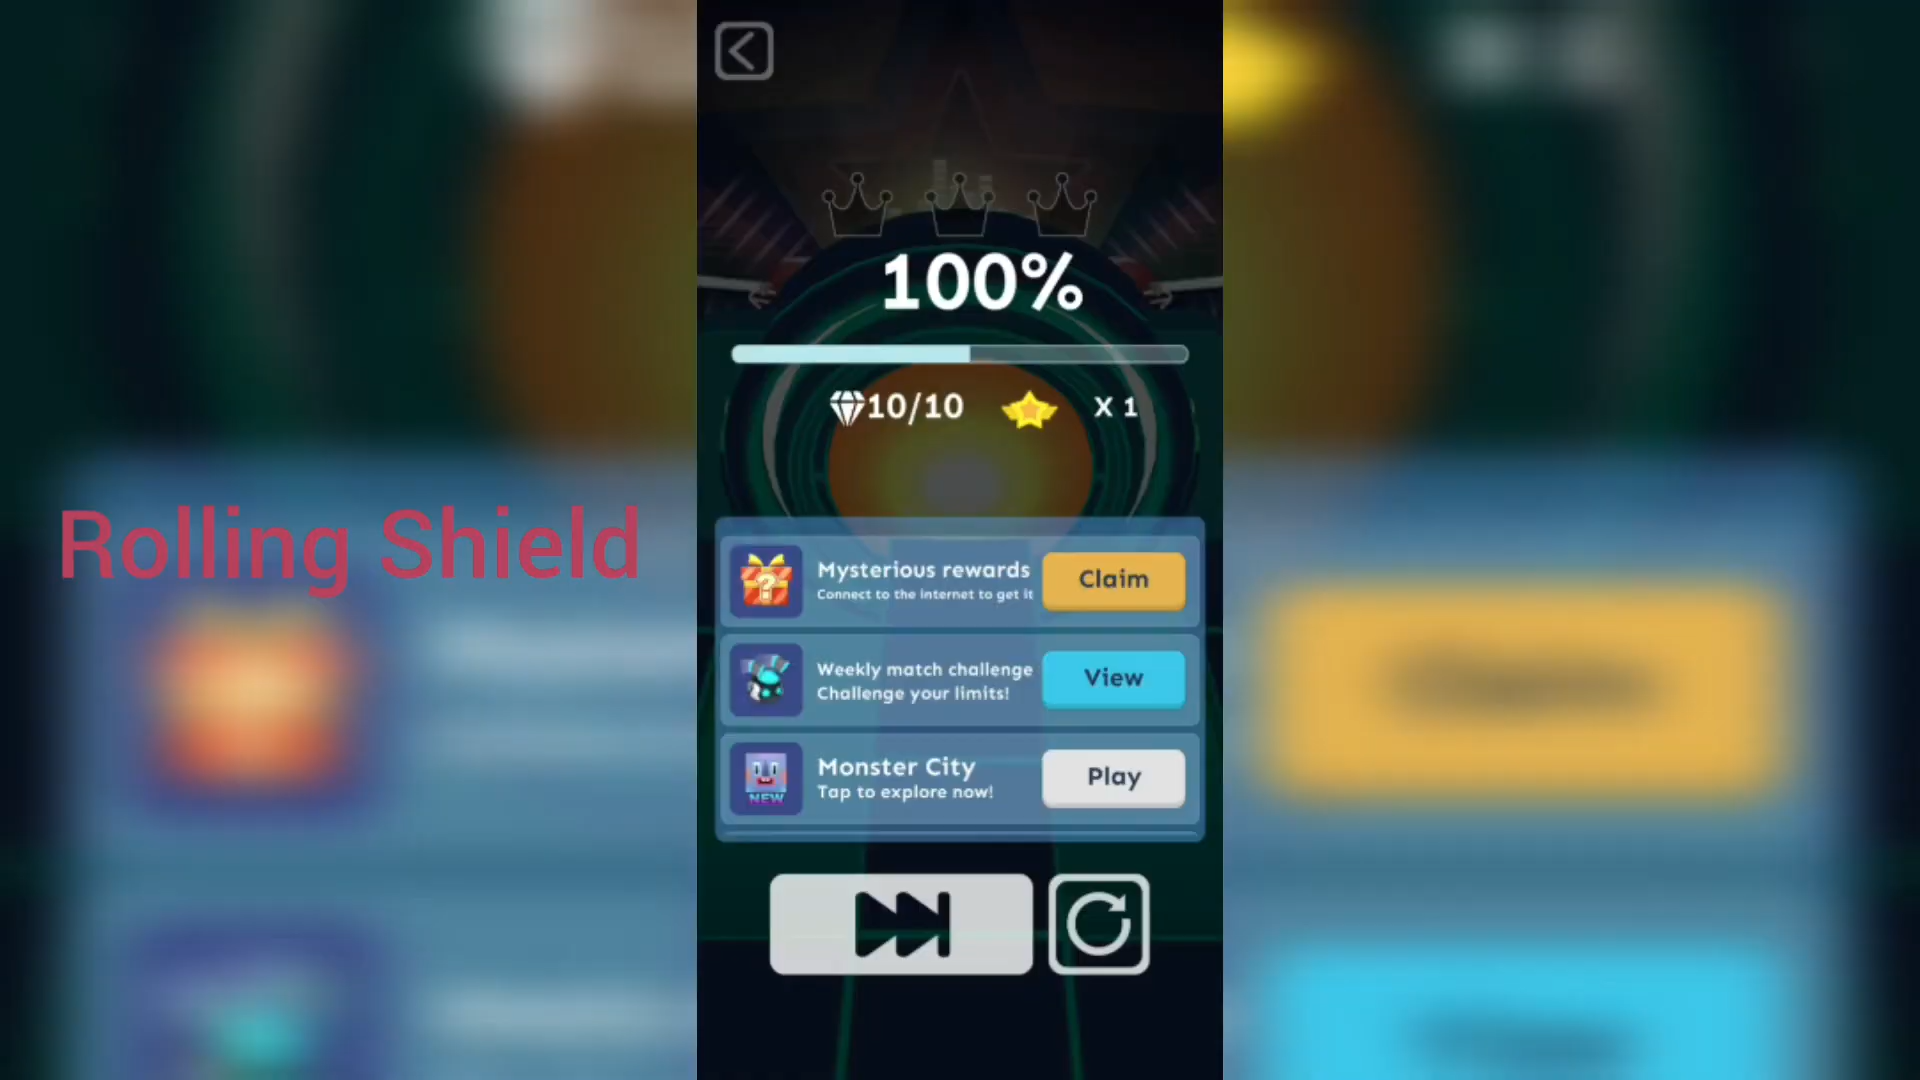 100%
10/10 X 1
Rolling Shield
Mysterious rewards
Connect to the internet to get it
Claim
Weekly match challenge
Challenge your limits!
View
NEW
Monster City
Tap to explore now!
Play